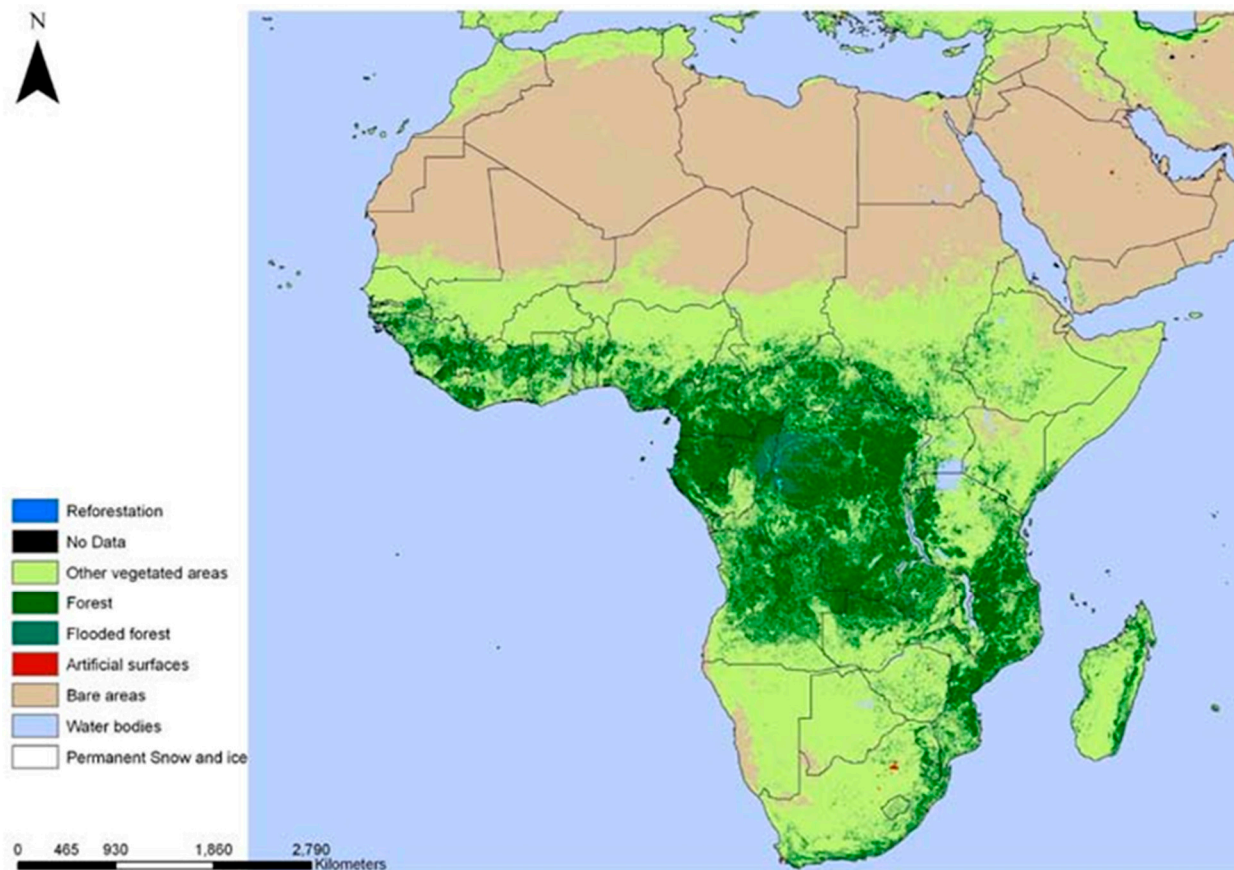 N
Reforestation
No Data
Other vegetated areas
Forest
Flooded forest
Artificial surfaces
Bare areas
Water bodies
Permanent Snow and ice
0 465 930 1,860 2,790
Kilometers